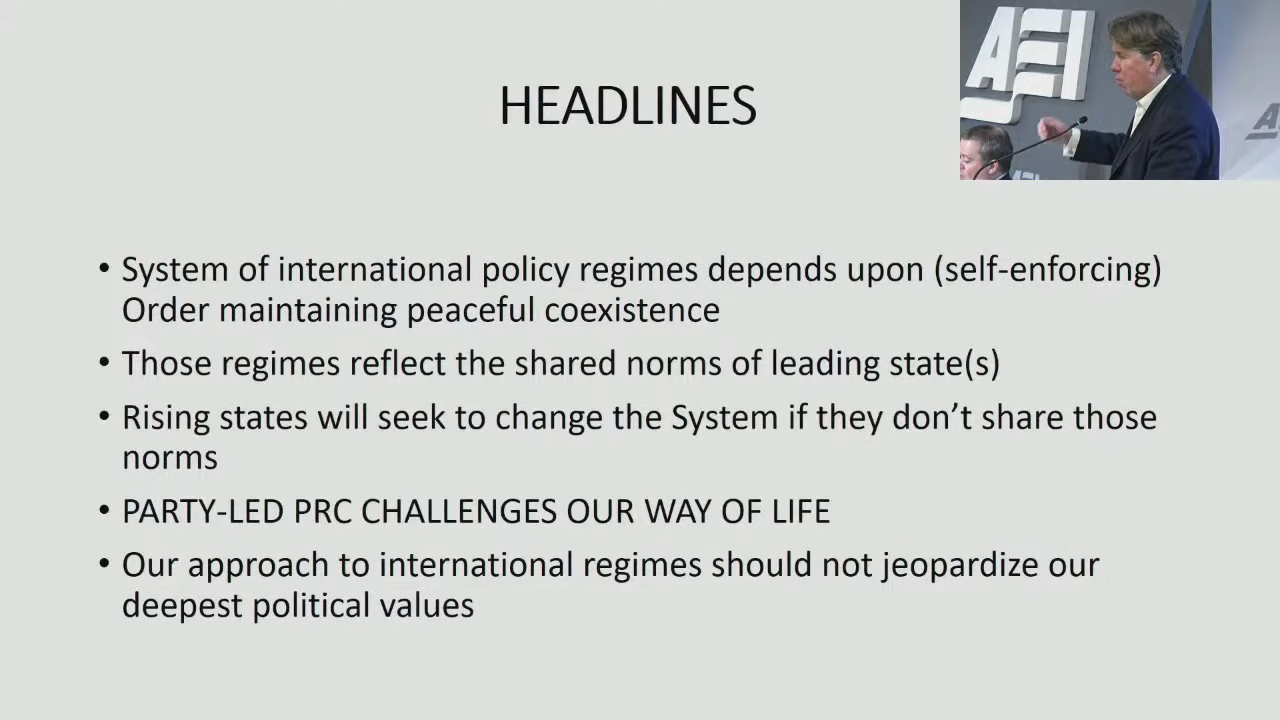 HEADLINES
AEI
• System of international policy regimes depends upon (self-enforcing)
Order maintaining peaceful coexistence
• Those regimes reflect the shared norms of leading state(s)
• Rising states will seek to change the System if they don’t share those
norms
• PARTY-LED PRC CHALLENGES OUR WAY OF LIFE
• Our approach to international regimes should not jeopardize our
deepest political values